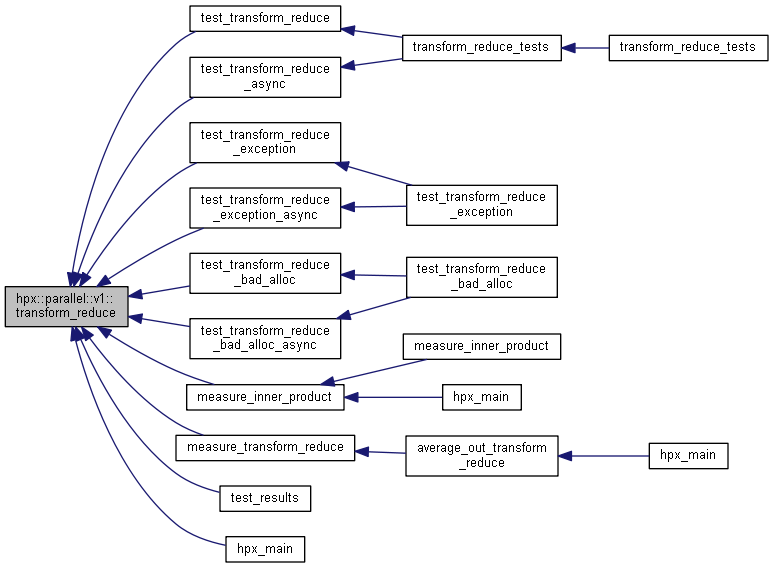 test_transform_reduce
transform_reduce_tests
transform_reduce_tests
test_transform_reduce
_async
test_transform_reduce
_exception
test_transform_reduce
_exception_async
test_transform_reduce
_exception
test_transform_reduce
_bad_alloc
test_transform_reduce
_bad_alloc
hpx::parallel::v1::
transform_reduce
test_transform_reduce
_bad_alloc_async
measure_inner_product
measure_inner_product
hpx_main
measure_transform_reduce
average_out_transform
_reduce
hpx_main
test_results
hpx_main